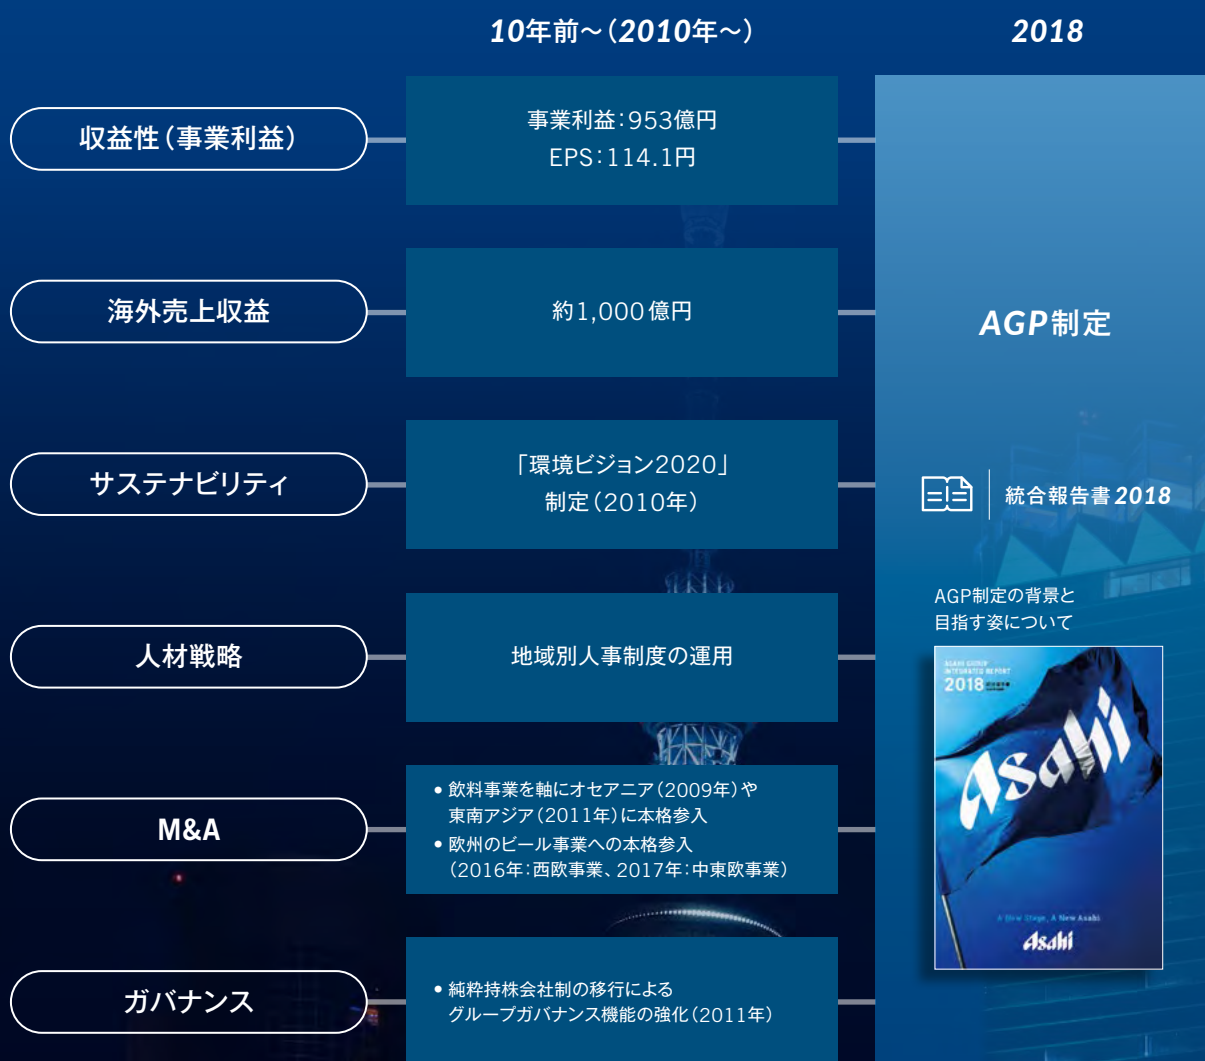 10年前～（2010年～）
2018
収益性（事業利益）
事業利益：953億円
EPS：114.1円
海外売上収益
約1,000億円
サステナビリティ
「環境ビジョン2020」
制定（2010年）
人材戦略
地域別人事制度の運用
M&A
• 飲料事業を軸にオセアニア（2009年）や
東南アジア（2011年）に本格参入
• 欧州のビール事業への本格参入
（2016年：西欧事業、2017年：中東欧事業）
ガバナンス
• 純粋持株会社制の移行による
グループガバナンス機能の強化（2011年）
AGP制定
統合報告書 2018
AGP制定の背景と
目指す姿について
ASAHI GROUP
INTEGRATED REPORT
2018
Asahi
A New Stage, A New Asahi
Asahi